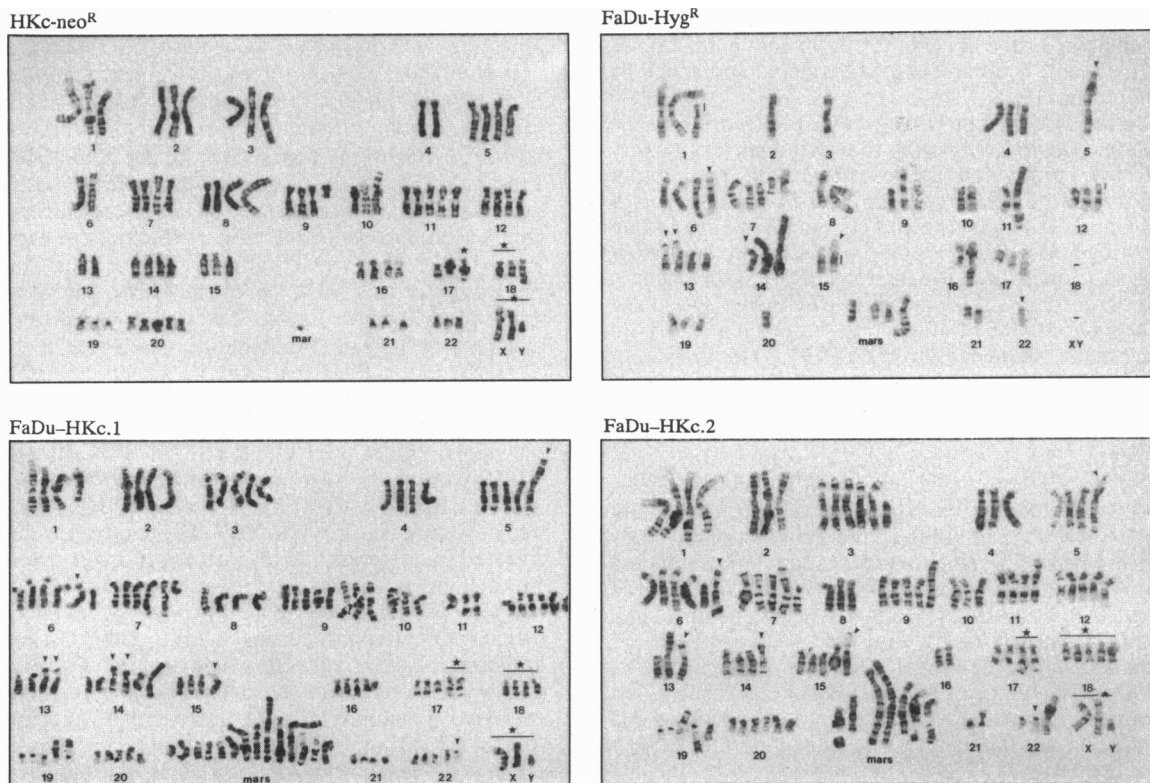 HKc-neoᴿ
1 2 3 4 5
6 7 8 9 10 11 12
13 14 15 16 17 18
19 20 mar 21 22 X Y
FaDu-Hygᴿ
1 2 3 4 5
6 7 8 9 10 11 12
13 14 15 16 17 18
19 20 mars 21 22 XY
FaDu–HKc.1
1 2 3 4 5
6 7 8 9 10 11 12
13 14 15 16 17 18
19 20 mars 21 22 X Y
FaDu–HKc.2
1 2 3 4 5
6 7 8 9 10 11 12
13 14 15 16 17 18
19 20 mars 21 22 X Y